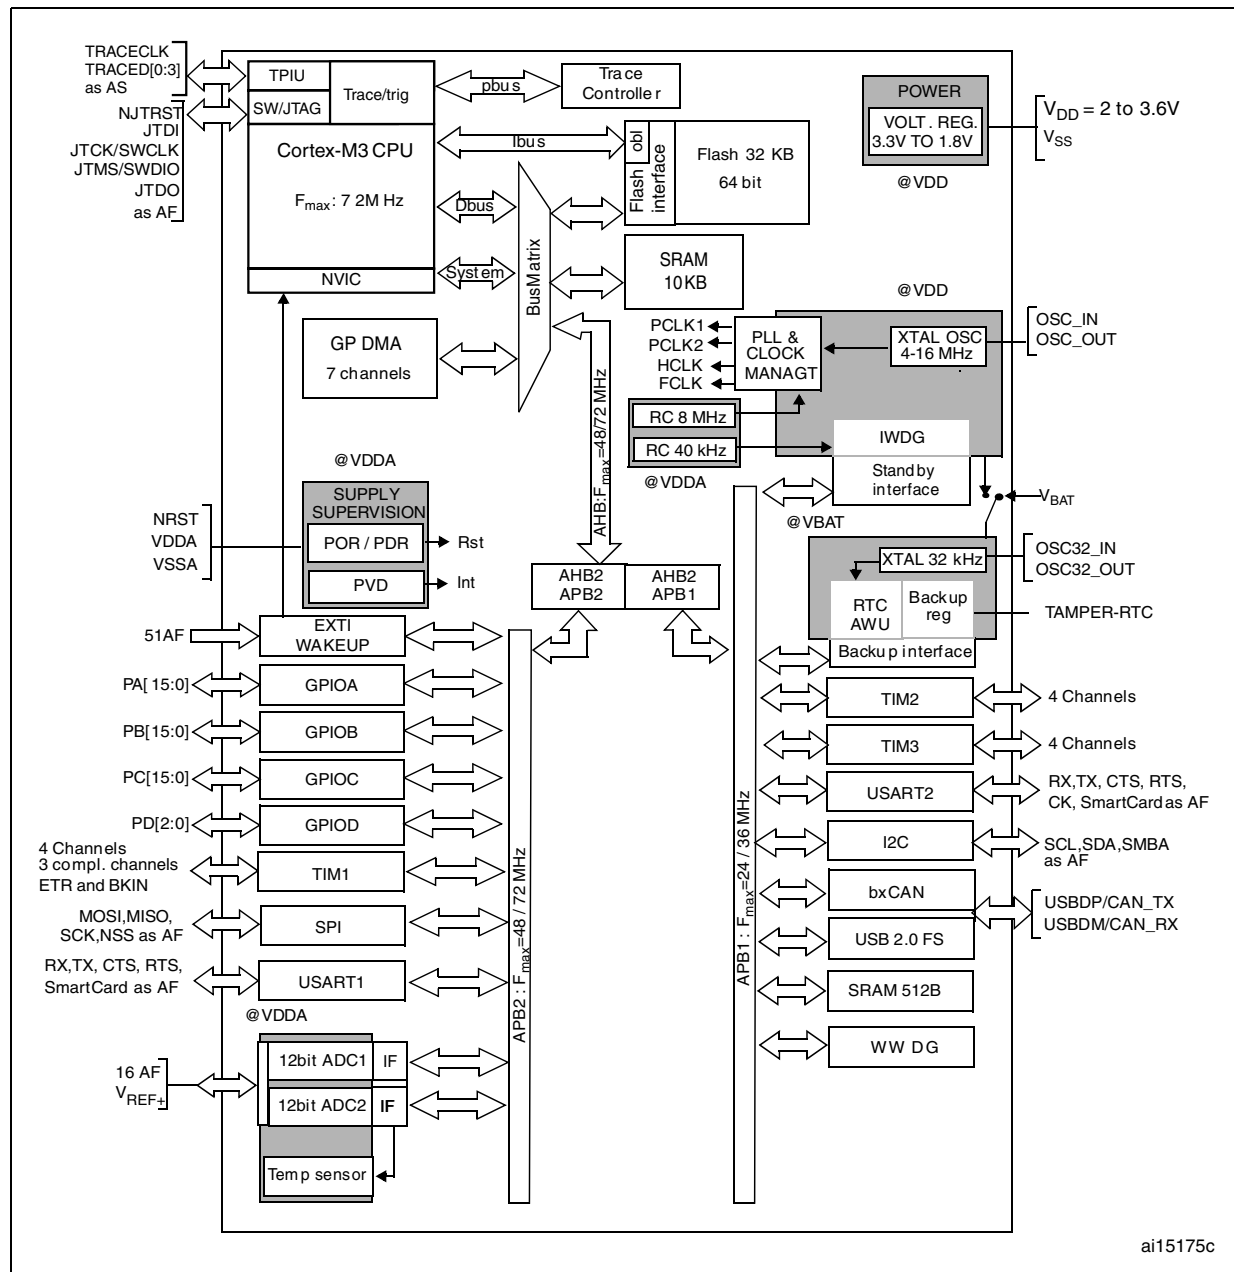 TRACECLK
TRACED[0:3]
as AS
NJTRST
JTDI
JTCK/SWCLK
JTMS/SWDIO
JTDO
as AF
TPIU
SW/JTAG
Trace/trig
Cortex-M3 CPU
Fmax: 7 2M Hz
NVIC
pbus
Trace
Controller
Ibus
Dbus
System
BusMatrix
Flash
interface
obl
Flash 32 KB
64 bit
SRAM
10KB
POWER
VOLT. REG.
3.3V TO 1.8V
@VDD
VDD = 2 to 3.6V
VSS
GP DMA
7 channels
AHB:Fmax=48/72 MHz
PCLK1
PCLK2
HCLK
FCLK
PLL &
CLOCK
MANAGT
@VDD
XTAL OSC
4-16 MHz
OSC_IN
OSC_OUT
RC 8 MHz
RC 40 kHz
@VDDA
IWDG
Standby
interface
VBAT
@VBAT
@VDDA
SUPPLY
SUPERVISION
POR / PDR
PVD
Rst
Int
NRST
VDDA
VSSA
AHB2
APB2
AHB2
APB1
XTAL 32 kHz
OSC32_IN
OSC32_OUT
RTC
AWU
Backup
reg
TAMPER-RTC
Backup interface
51AF
EXTI
WAKEUP
PA[15:0]
GPIOA
PB[15:0]
GPIOB
PC[15:0]
GPIOC
PD[2:0]
GPIOD
4 Channels
3 compl. channels
ETR and BKIN
TIM1
MOSI,MISO,
SCK,NSS as AF
SPI
RX,TX, CTS, RTS,
SmartCard as AF
USART1
@VDDA
16 AF
VREF+
12bit ADC1
IF
12bit ADC2
IF
Temp sensor
APB2 : Fmax=48 / 72 MHz
APB1 : Fmax=24 / 36 MHz
TIM2
4 Channels
TIM3
4 Channels
USART2
RX,TX, CTS, RTS,
CK, SmartCard as AF
I2C
SCL,SDA,SMBA
as AF
bxCAN
USB 2.0 FS
USBDP/CAN_TX
USBDM/CAN_RX
SRAM 512B
WW DG
ai15175c